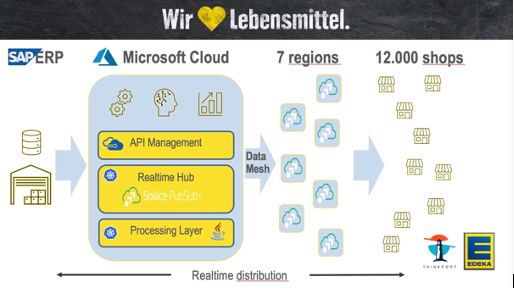 Wir Lebensmittel.
SAP ERP
Microsoft Cloud
7 regions
12.000 shops
API Management
Realtime Hub
Solace PubSub+
Processing Layer
Java
Data
Mesh
THINKPORT
EDEKA
Realtime distribution